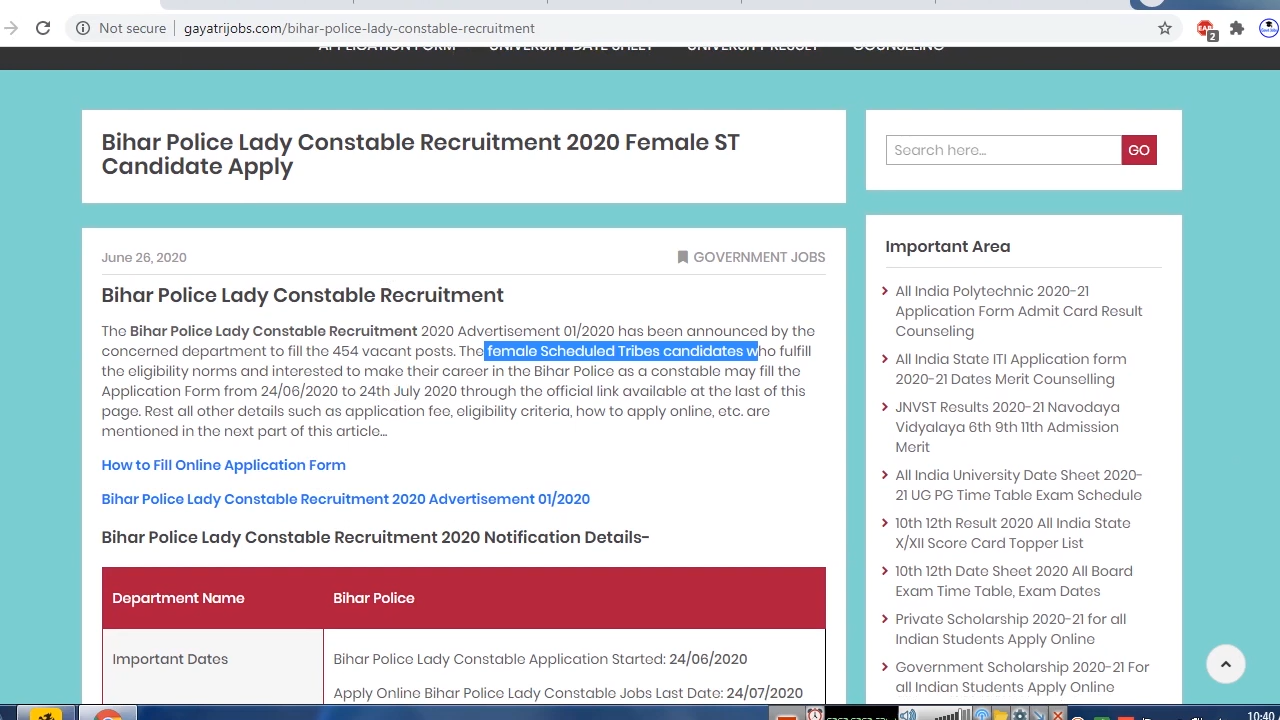 Not secure
gayatrijobs.com/bihar-police-lady-constable-recruitment
2
APPLICATION FORM UNIVERSITY DATE SHEET UNIVERSITY RESULT COUNSELING
Bihar Police Lady Constable Recruitment 2020 Female ST
Candidate Apply
June 26, 2020
GOVERNMENT JOBS
Bihar Police Lady Constable Recruitment
The Bihar Police Lady Constable Recruitment 2020 Advertisement 01/2020 has been announced by the
concerned department to fill the 454 vacant posts. The female Scheduled Tribes candidates who fulfill
the eligibility norms and interested to make their career in the Bihar Police as a constable may fill the
Application Form from 24/06/2020 to 24th July 2020 through the official link available at the last of this
page. Rest all other details such as application fee, eligibility criteria, how to apply online, etc. are
mentioned in the next part of this article...
How to Fill Online Application Form
Bihar Police Lady Constable Recruitment 2020 Advertisement 01/2020
Bihar Police Lady Constable Recruitment 2020 Notification Details-
Department Name
Bihar Police
Important Dates
Bihar Police Lady Constable Application Started: 24/06/2020
Apply Online Bihar Police Lady Constable Jobs Last Date: 24/07/2020
Search here...
GO
Important Area
All India Polytechnic 2020-21
Application Form Admit Card Result
Counseling
All India State ITI Application form
2020-21 Dates Merit Counselling
JNVST Results 2020-21 Navodaya
Vidyalaya 6th 9th 11th Admission
Merit
All India University Date Sheet 2020-
21 UG PG Time Table Exam Schedule
10th 12th Result 2020 All India State
X/XII Score Card Topper List
10th 12th Date Sheet 2020 All Board
Exam Time Table, Exam Dates
Private Scholarship 2020-21 for all
Indian Students Apply Online
Government Scholarship 2020-21 For
all Indian Students Apply Online
10:40